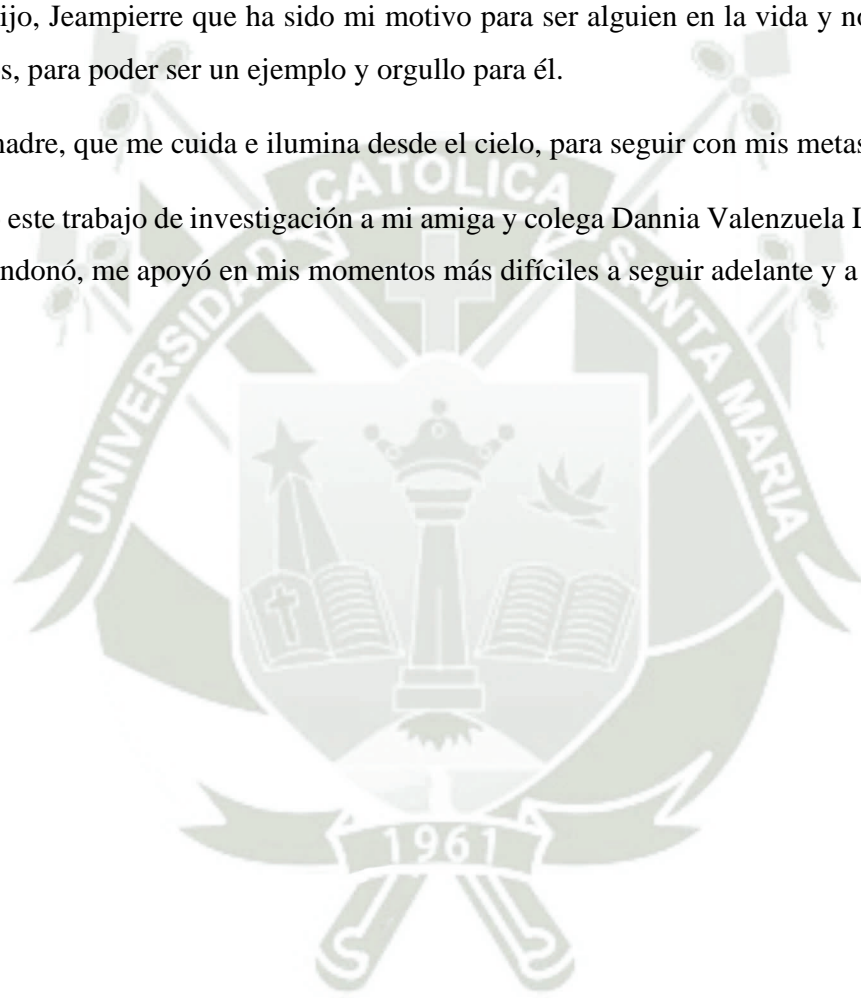 ijo, Jeampierre que ha sido mi motivo para ser alguien en la vida y no
s, para poder ser un ejemplo y orgullo para él.
nadre, que me cuida e ilumina desde el cielo, para seguir con mis metas
este trabajo de investigación a mi amiga y colega Dannia Valenzuela
ndonó, me apoyó en mis momentos más difíciles a seguir adelante y a
UNIVERSIDAD CATOLICA SANTA MARIA
1961